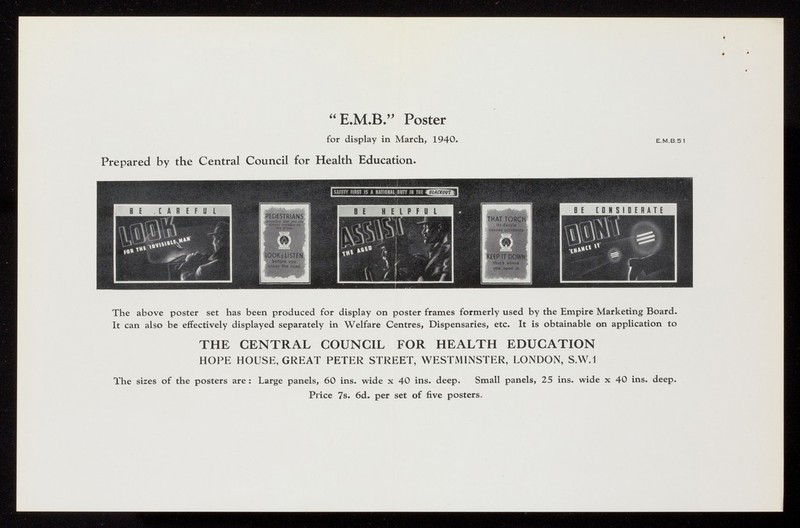 "E.M.B." Poster
for display in March, 1940.
E.M.B.51
Prepared by the Central Council for Health Education.
SAFETY FIRST IS A NATIONAL DUTY IN THE BLACKOUT
BE CAREFUL
LOOK
FOR THE 'INVISIBLE MAN'
PEDESTRIANS
LOOK & LISTEN
before you
cross the road
BE HELPFUL
ASSIST
THE AGED
THAT TORCH
KEEP IT DOWN
BE CONSIDERATE
DON'T
'CHANCE IT'
The above poster set has been produced for display on poster frames formerly used by the Empire Marketing Board.
It can also be effectively displayed separately in Welfare Centres, Dispensaries, etc. It is obtainable on application to
THE CENTRAL COUNCIL FOR HEALTH EDUCATION
HOPE HOUSE, GREAT PETER STREET, WESTMINSTER, LONDON, S.W.1
The sizes of the posters are: Large panels, 60 ins. wide x 40 ins. deep. Small panels, 25 ins. wide x 40 ins. deep.
Price 7s. 6d. per set of five posters.